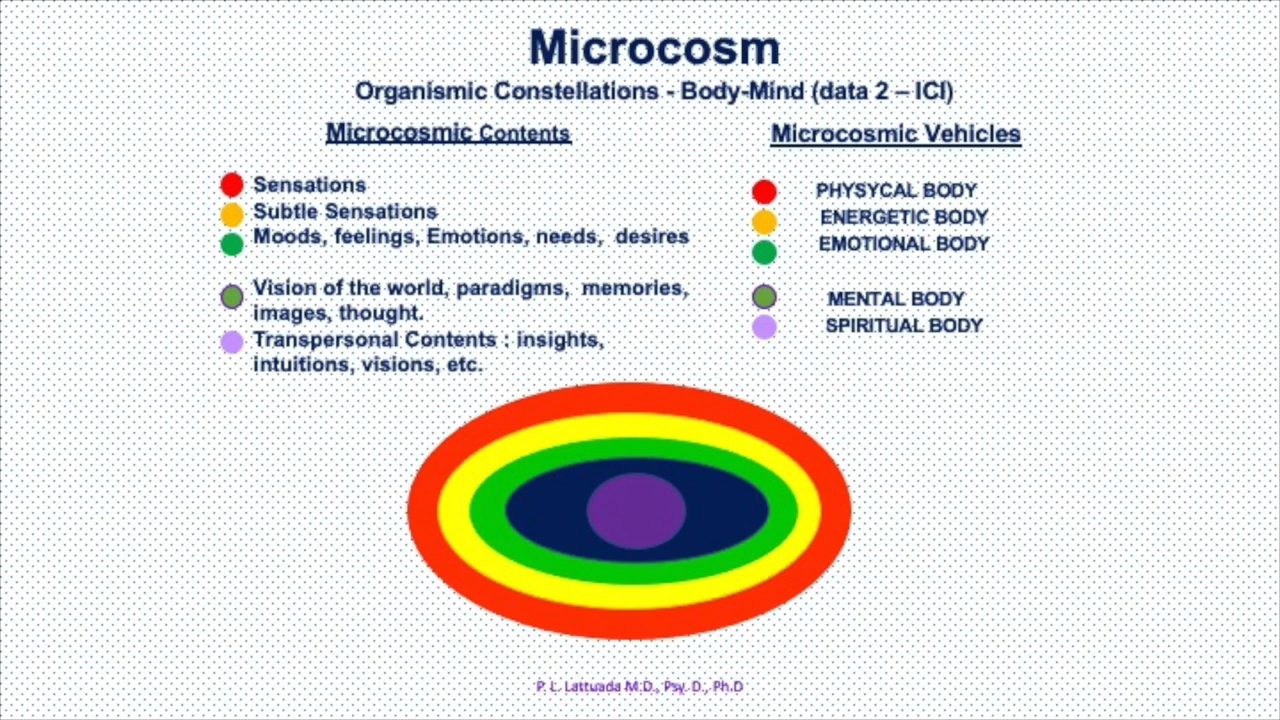 Microcosm
Organismic Constellations - Body-Mind (data 2 – ICI)
Microcosmic Contents
Sensations
Subtle Sensations
Moods, feelings, Emotions, needs, desires
Vision of the world, paradigms, memories,
images, thought.
Transpersonal Contents : insights,
intuitions, visions, etc.
Microcosmic Vehicles
PHYSYCAL BODY
ENERGETIC BODY
EMOTIONAL BODY
MENTAL BODY
SPIRITUAL BODY
P. L. Lattuada M.D., Psy. D., Ph.D